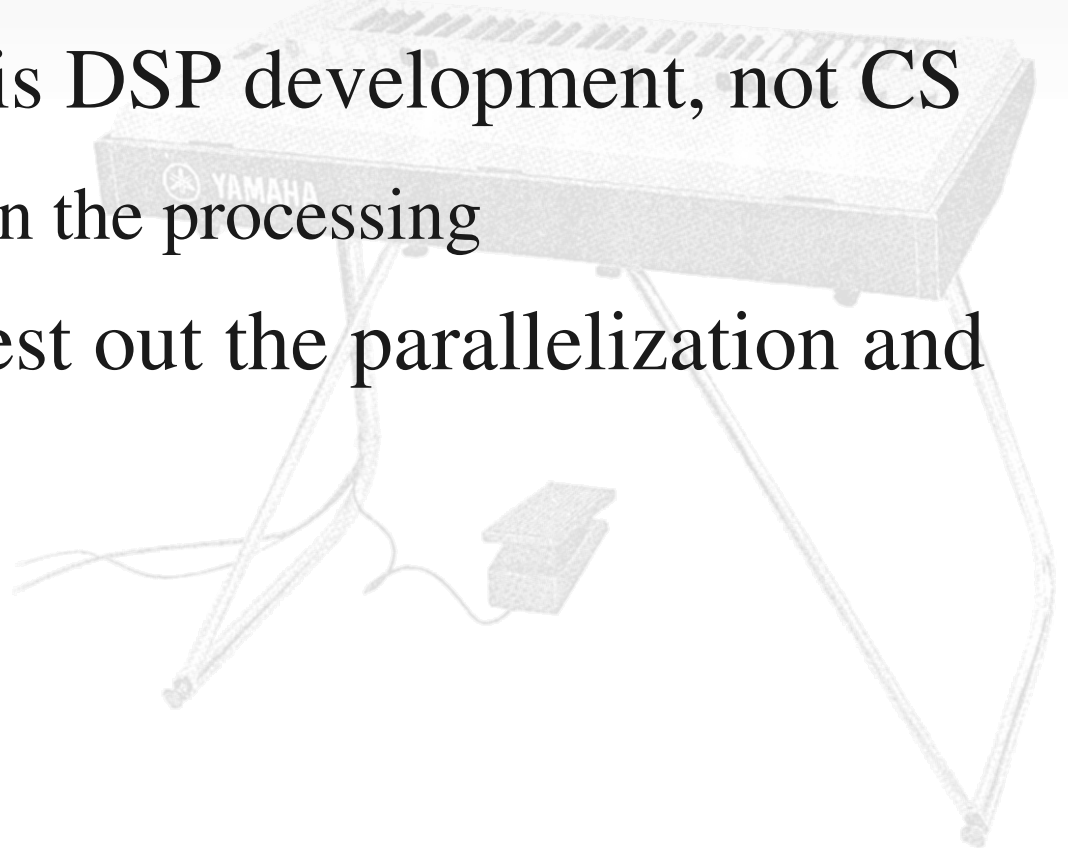 is DSP development, not CS
YAMAHA
n the processing
est out the parallelization and